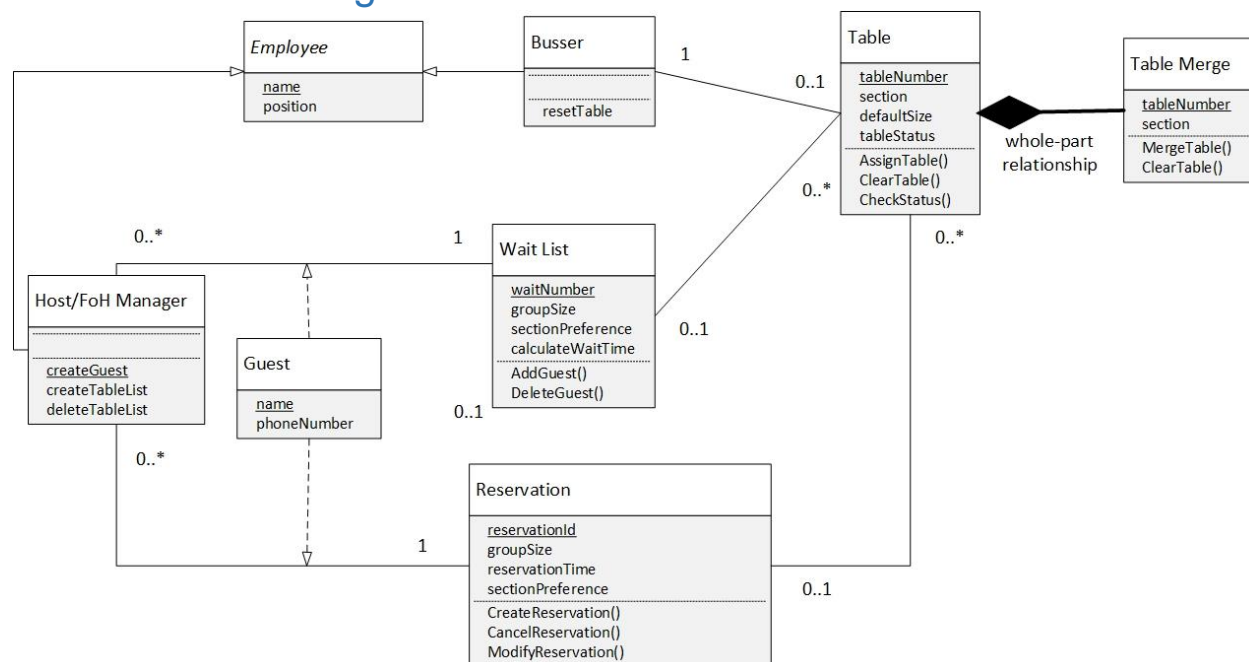 Employee
name
position
Busser
resetTable
1
0..1
Table
tableNumber
section
defaultSize
tableStatus
AssignTable()
ClearTable()
CheckStatus()
whole-part
relationship
Table Merge
tableNumber
section
MergeTable()
ClearTable()
0..*
0..*
0..*
1
Host/FoH Manager
createGuest
createTableList
deleteTableList
Guest
name
phoneNumber
Wait List
waitNumber
groupSize
sectionPreference
calculateWaitTime
AddGuest()
DeleteGuest()
0..1
0..1
0..*
1
Reservation
reservationId
groupSize
reservationTime
sectionPreference
CreateReservation()
CancelReservation()
ModifyReservation()
0..1